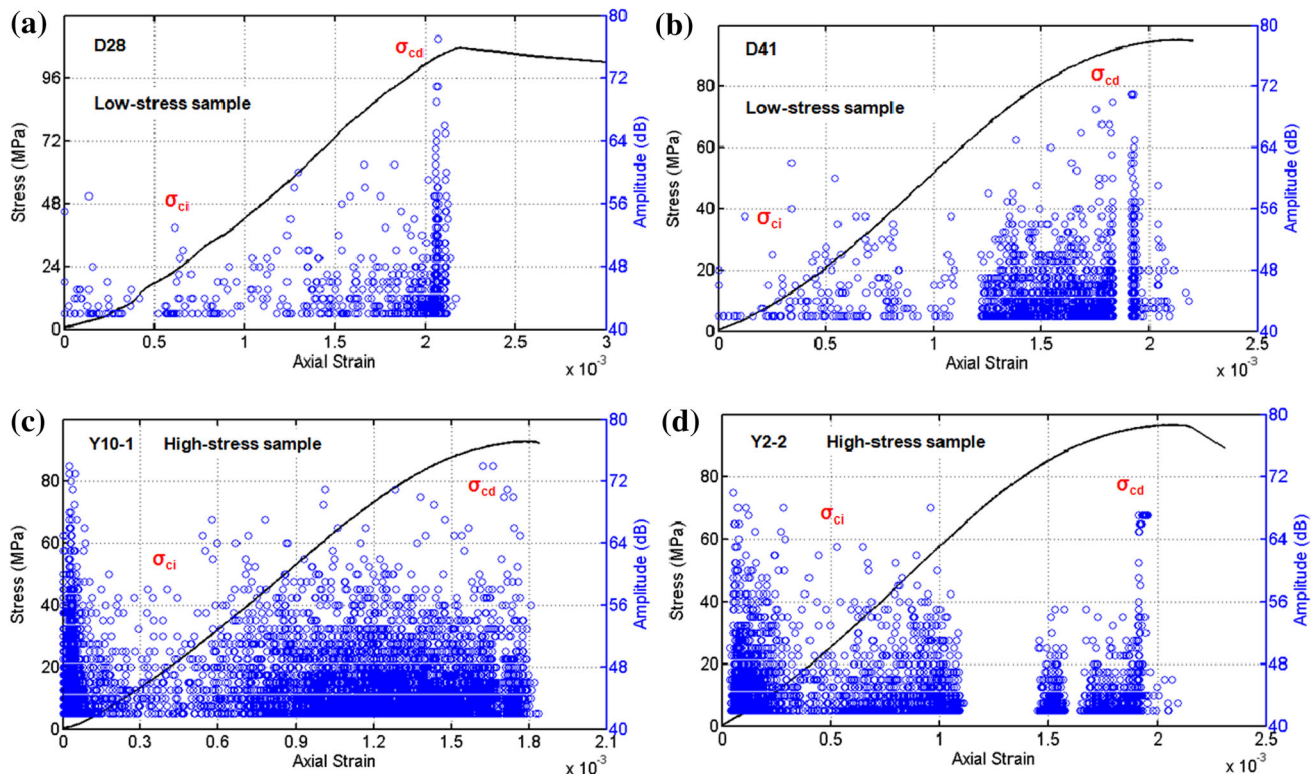 (a)
D28
Low-stress sample
σci
σcd
Stress (MPa)
96
72
48
24
0
Amplitude (dB)
80
74
64
56
48
40
0 0.5 1 1.5 2 2.5 3
Axial Strain
x 10⁻³
(b)
D41
Low-stress sample
σci
σcd
Stress (MPa)
80
60
40
20
0
Amplitude (dB)
80
72
64
56
48
40
0 0.5 1 1.5 2 2.5
Axial Strain
x 10⁻³
(c)
Y10-1 High-stress sample
σci
σcd
Stress (MPa)
80
60
40
20
0
Amplitude (dB)
80
72
64
56
48
40
0 0.3 0.6 0.9 1.2 1.5 1.8 2.1
Axial Strain
x 10⁻³
(d)
Y2-2 High-stress sample
σci
σcd
Stress (MPa)
80
60
40
20
0
Amplitude (dB)
80
72
64
56
48
40
0 0.5 1 1.5 2 2.5
Axial Strain
x 10⁻³